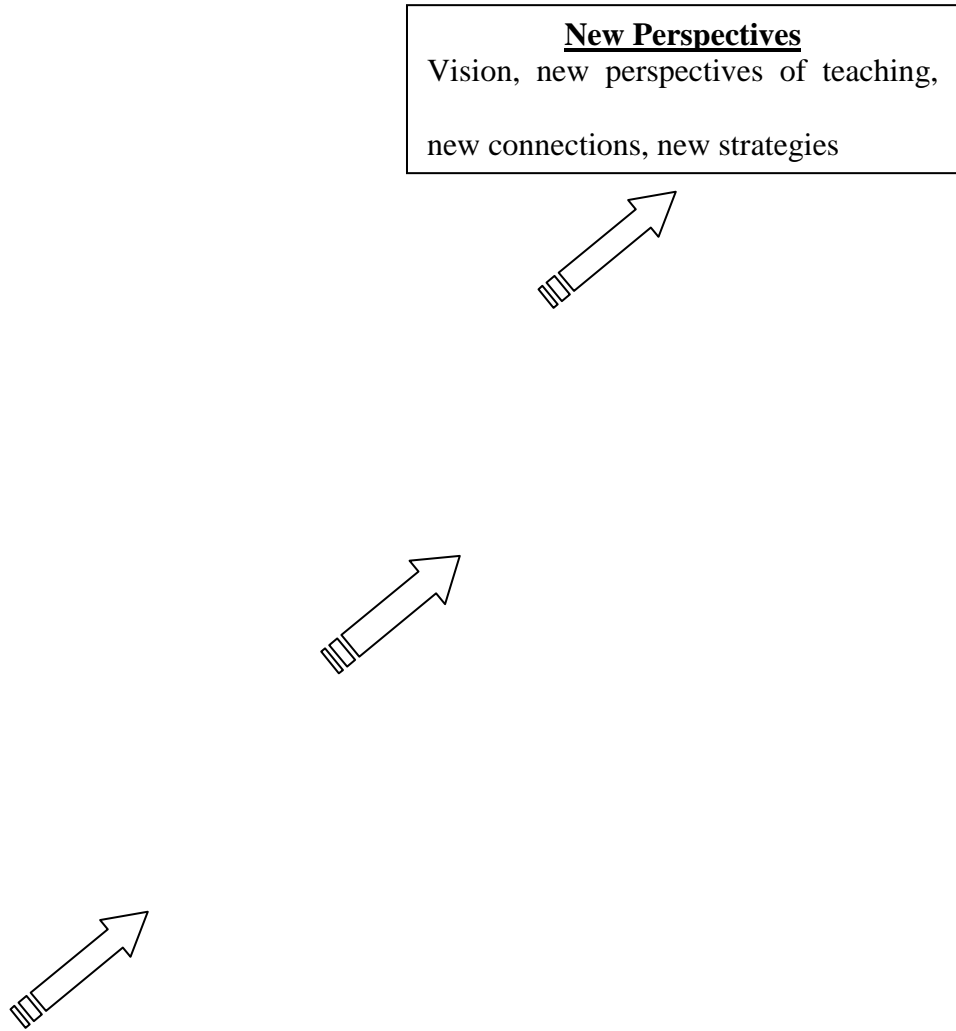 New Perspectives
Vision, new perspectives of teaching,
new connections, new strategies